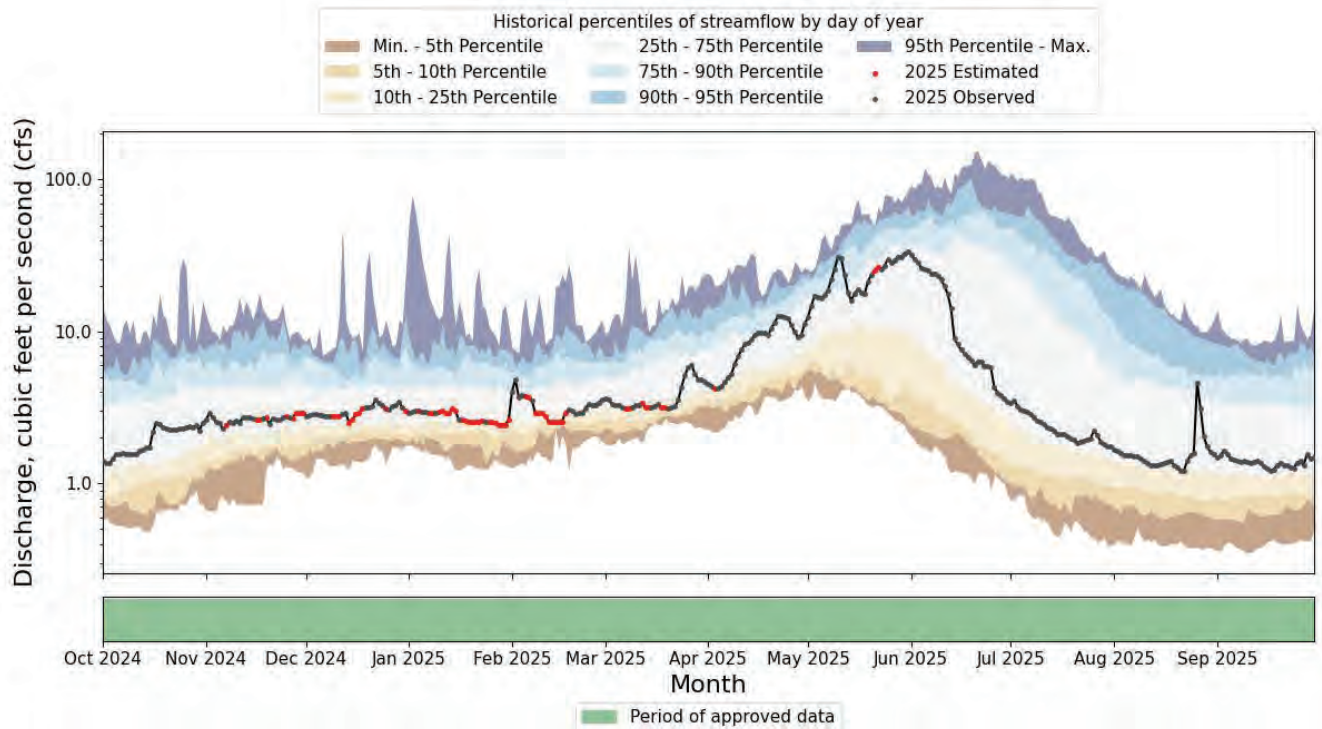 Historical percentiles of streamflow by day of year
Min. - 5th Percentile 25th - 75th Percentile 95th Percentile - Max.
5th - 10th Percentile 75th - 90th Percentile 2025 Estimated
10th - 25th Percentile 90th - 95th Percentile 2025 Observed
Discharge, cubic feet per second (cfs)
100.0
10.0
1.0
Oct 2024 Nov 2024 Dec 2024 Jan 2025 Feb 2025 Mar 2025 Apr 2025 May 2025 Jun 2025 Jul 2025 Aug 2025 Sep 2025
Month
Period of approved data